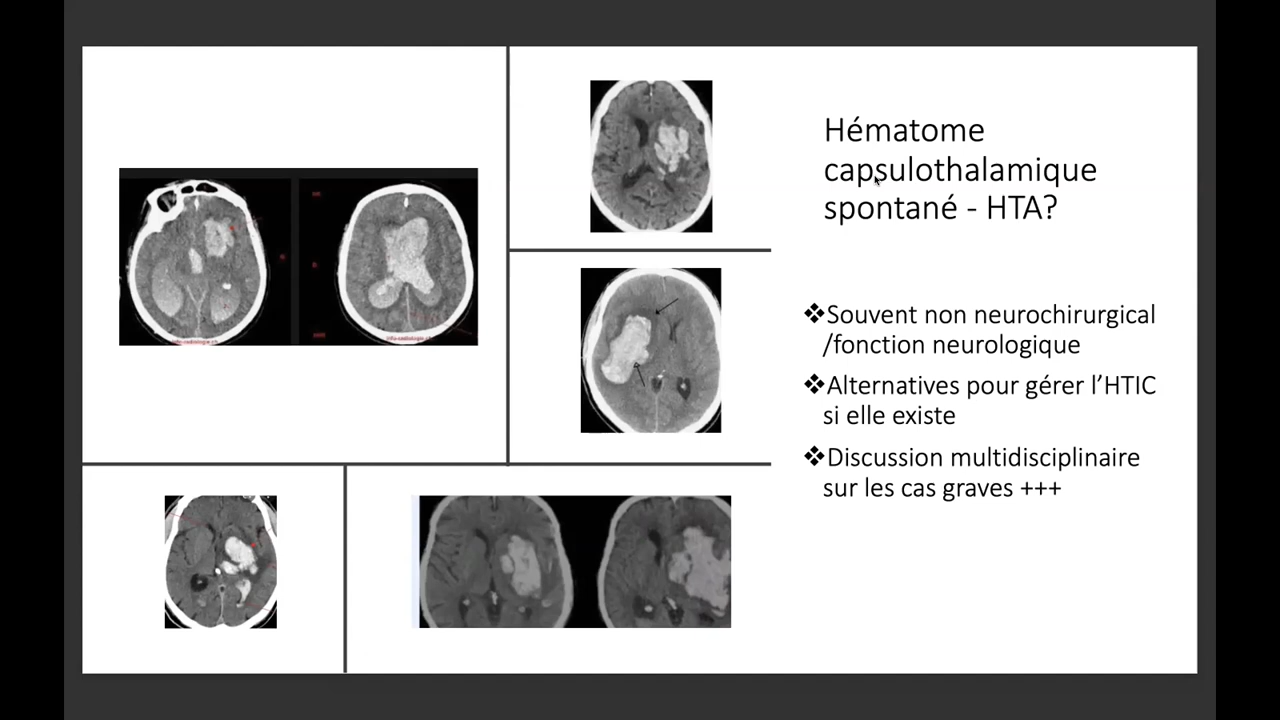 Hématome
capsulothalamique
spontané - HTA?
❖Souvent non neurochirurgical
/fonction neurologique
❖Alternatives pour gérer l’HTIC
si elle existe
❖Discussion multidisciplinaire
sur les cas graves +++